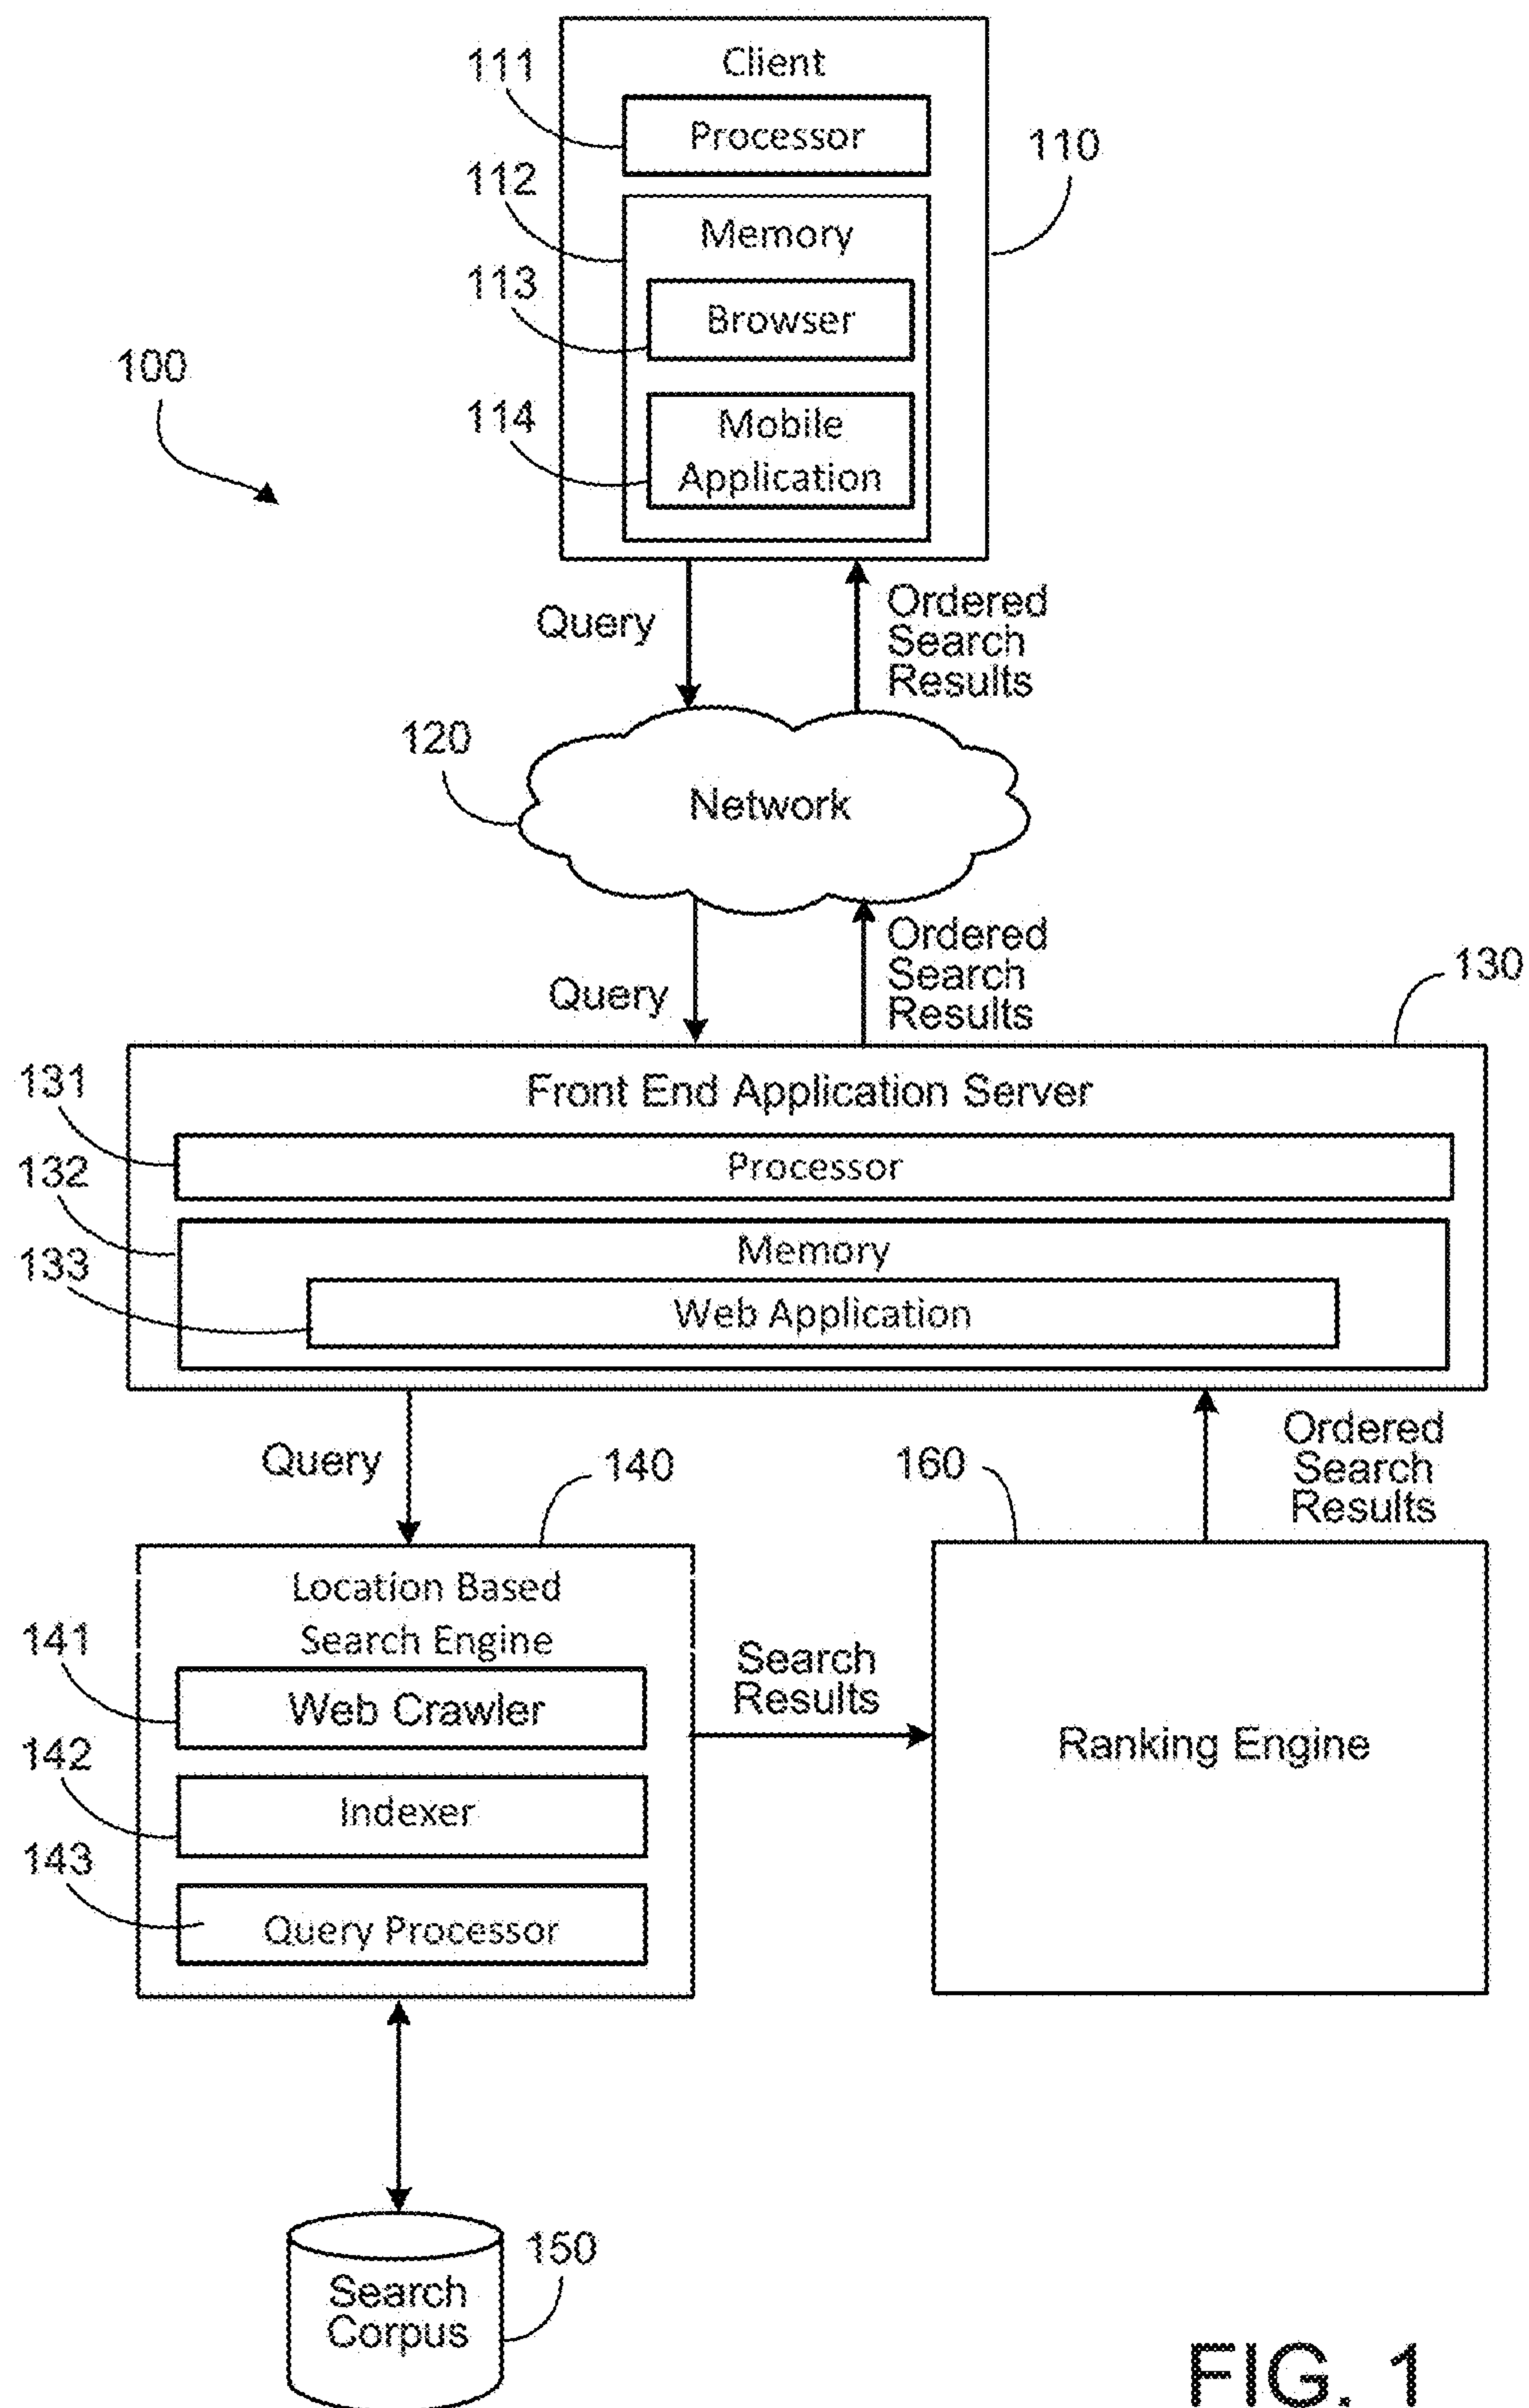 Client
111
Processor
110
112
Memory
113
Browser
100
114
Mobile
Application
Query
Ordered
Search
Results
120
Network
Query
Ordered
Search
Results
130
Front End Application Server
131
Processor
132
Memory
133
Web Application
Query
140
160
Ordered
Search
Results
Location Based
Search Engine
141
Web Crawler
Search
Results
Ranking Engine
142
Indexer
143
Query Processor
150
Search
Corpus
FIG. 1